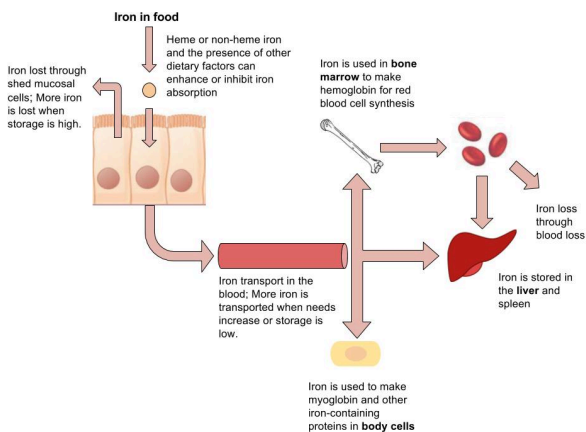 Iron in food
Heme or non-heme iron
and the presence of other
dietary factors can
enhance or inhibit iron
absorption
Iron lost through
shed mucosal
cells; More iron
is lost when
storage is high.
Iron is used in bone
marrow to make
hemoglobin for red
blood cell synthesis
Iron loss
through
blood loss
Iron transport in the
blood; More iron is
transported when needs
increase or storage is
low.
Iron is stored in
the liver and
spleen
Iron is used to make
myoglobin and other
iron-containing
proteins in body cells